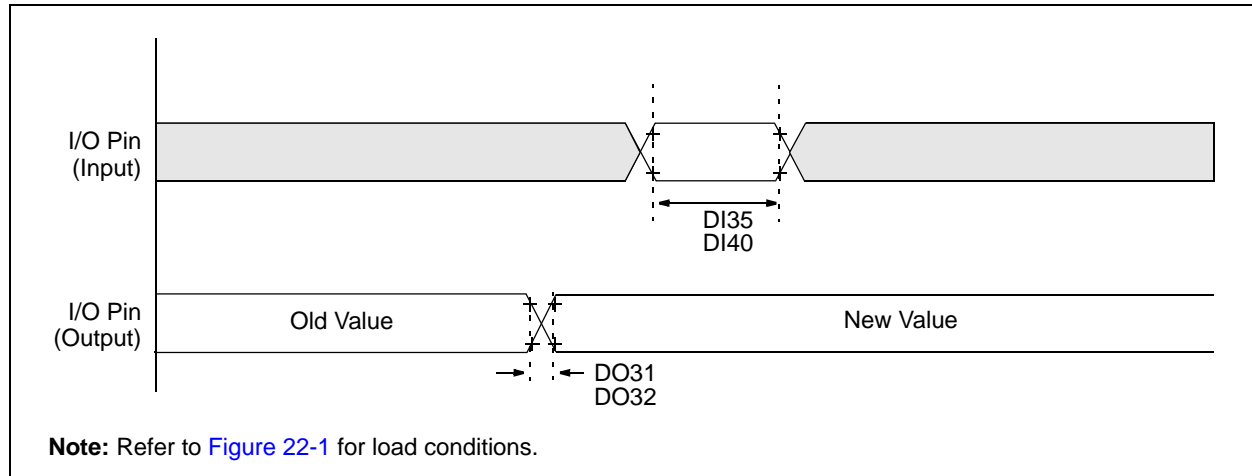 I/O Pin
(Input)
DI35
DI40
I/O Pin
(Output)
Old Value
New Value
DO31
DO32
Note: Refer to Figure 22-1 for load conditions.